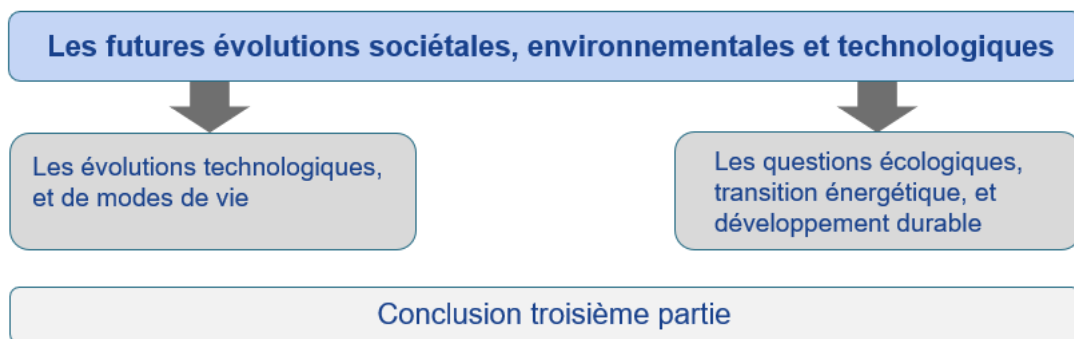 Les futures évolutions sociétales, environnementales et technologiques
Les évolutions technologiques,
et de modes de vie
Les questions écologiques,
transition énergétique, et
développement durable
Conclusion troisième partie